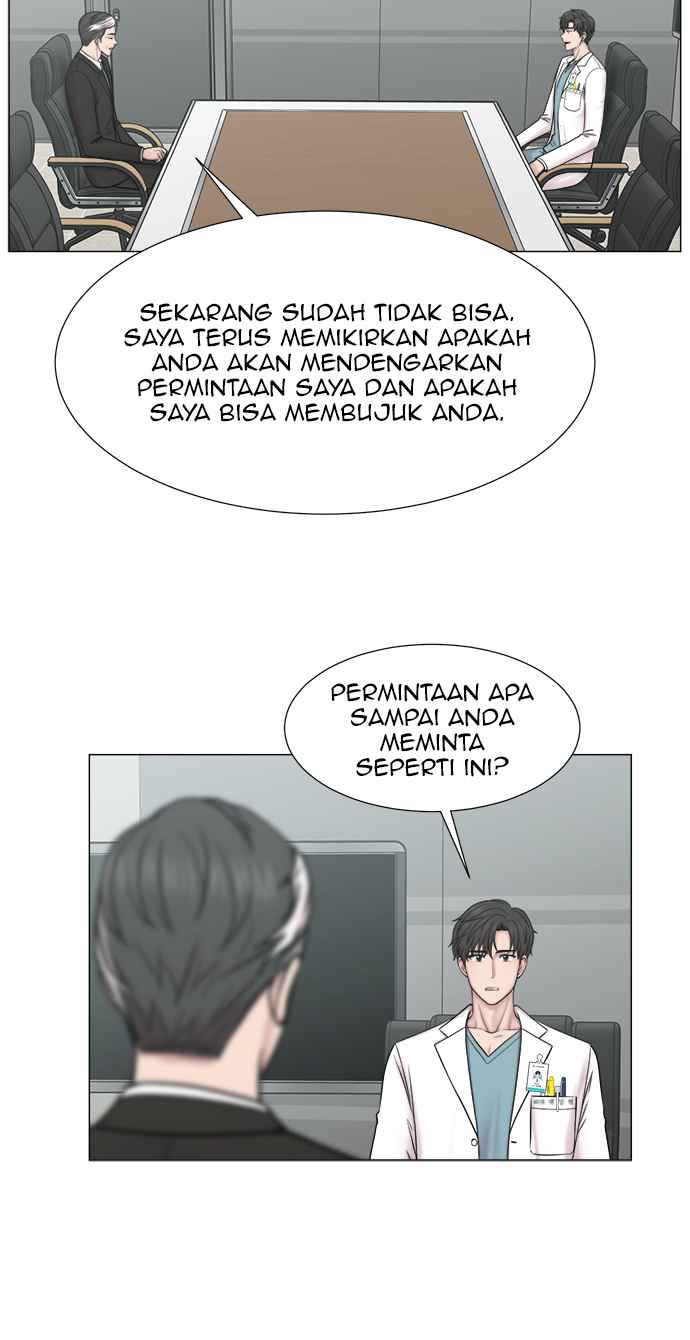 SEKARANG SUDAH TIDAK BISA.
SAYA TERUS MEMIKIRKAN APAKAH
ANDA AKAN MENDENGARKAN
PERMINTAAN SAYA DAN APAKAH
SAYA BISA MEMBUJUK ANDA.
PERMINTAAN APA
SAMPAI ANDA
MEMINTA
SEPERTI INI?